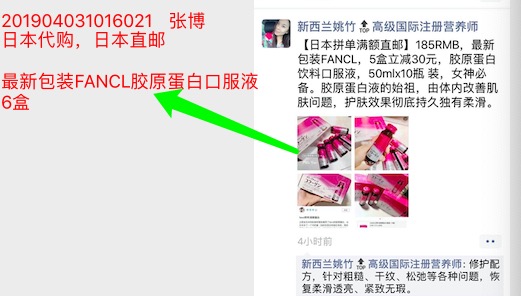 201904031016021 张博
日本代购，日本直邮
最新包装FANCL胶原蛋白口服液
6盒
新西兰姚竹🔝高级国际注册营养师
【日本拼单满额直邮】185RMB，最新
包装FANCL，5盒立减30元，胶原蛋白
饮料口服液，50mlx10瓶 装，女神必
备。胶原蛋白液的始祖，由体内改善肌
肤问题，护肤效果彻底持久独有柔滑。
4小时前
新西兰姚竹🔝高级国际注册营养师: 修护配
方，针对粗糙、干纹、松弛等各种问题，恢
复柔滑透亮、紧致无瑕。